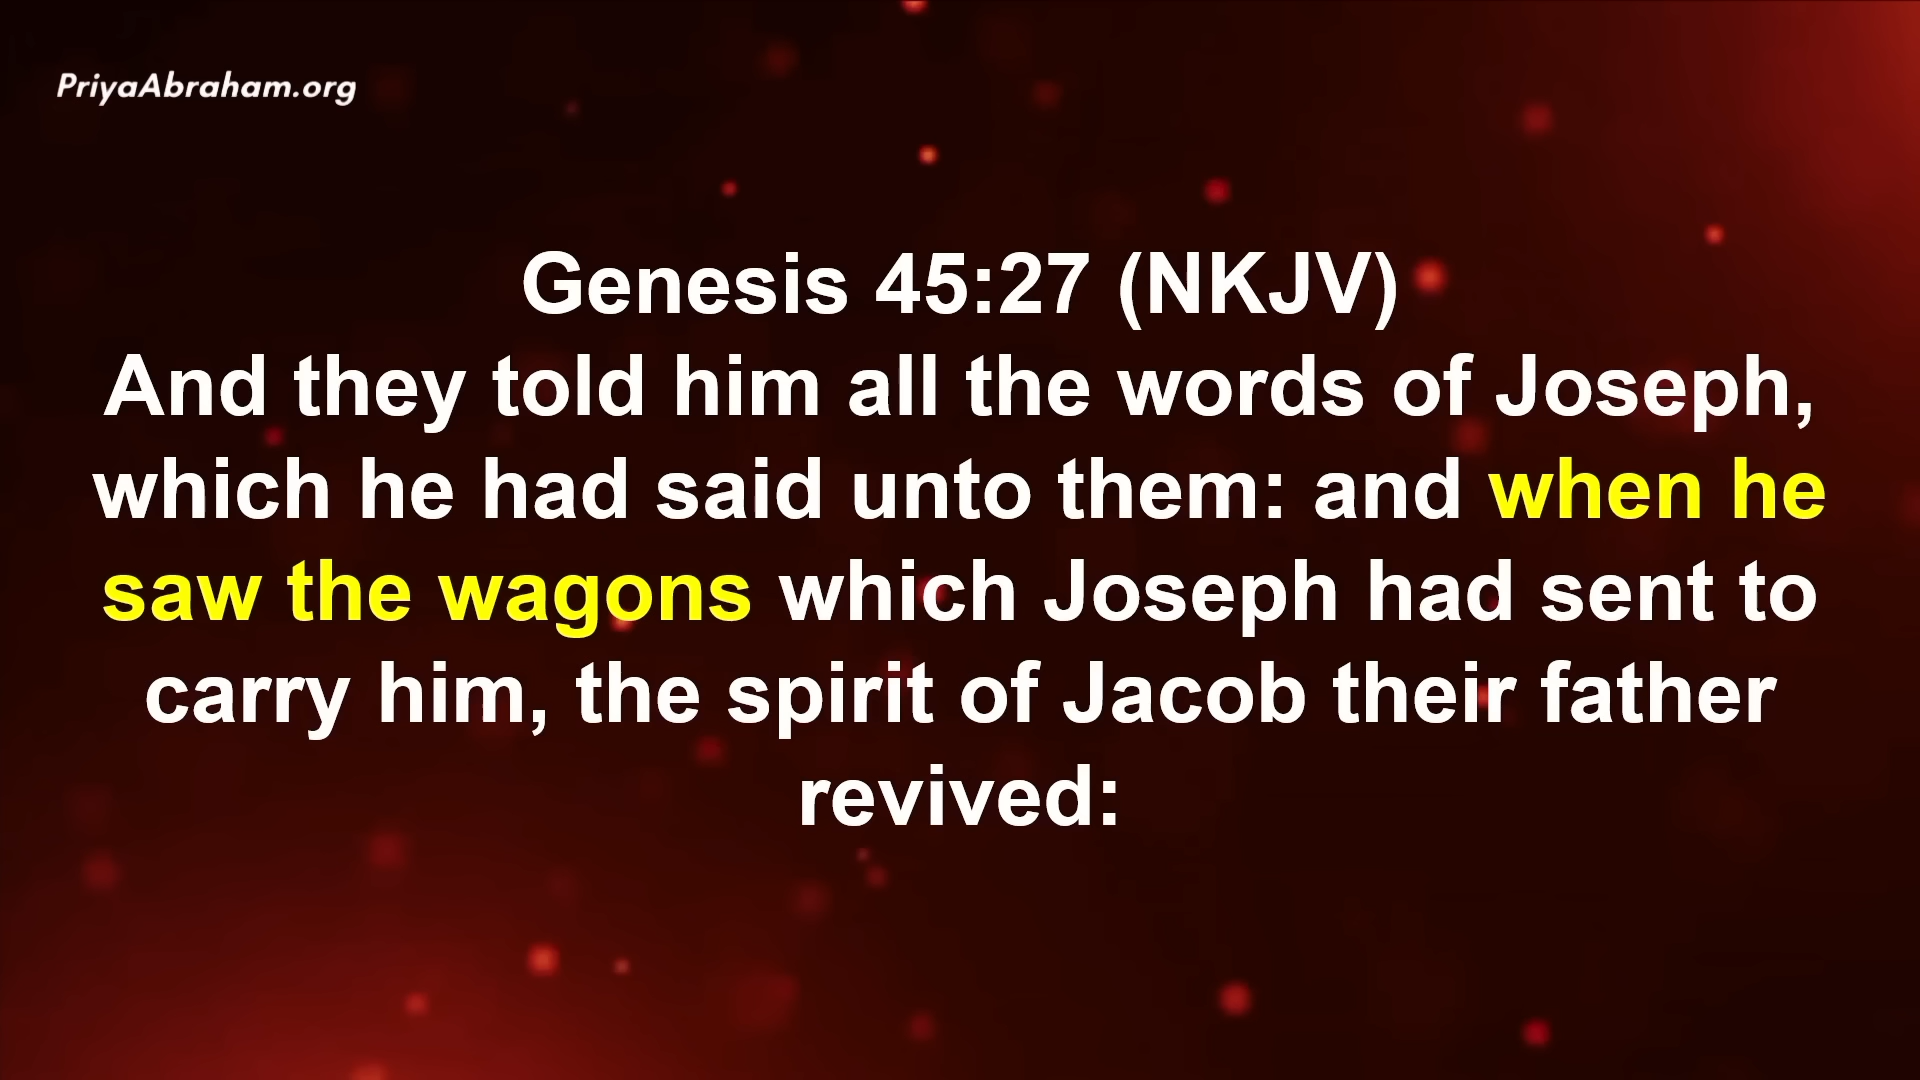 PriyaAbraham.org
Genesis 45:27 (NKJV)
And they told him all the words of Joseph,
which he had said unto them: and when he
saw the wagons which Joseph had sent to
carry him, the spirit of Jacob their father
revived: